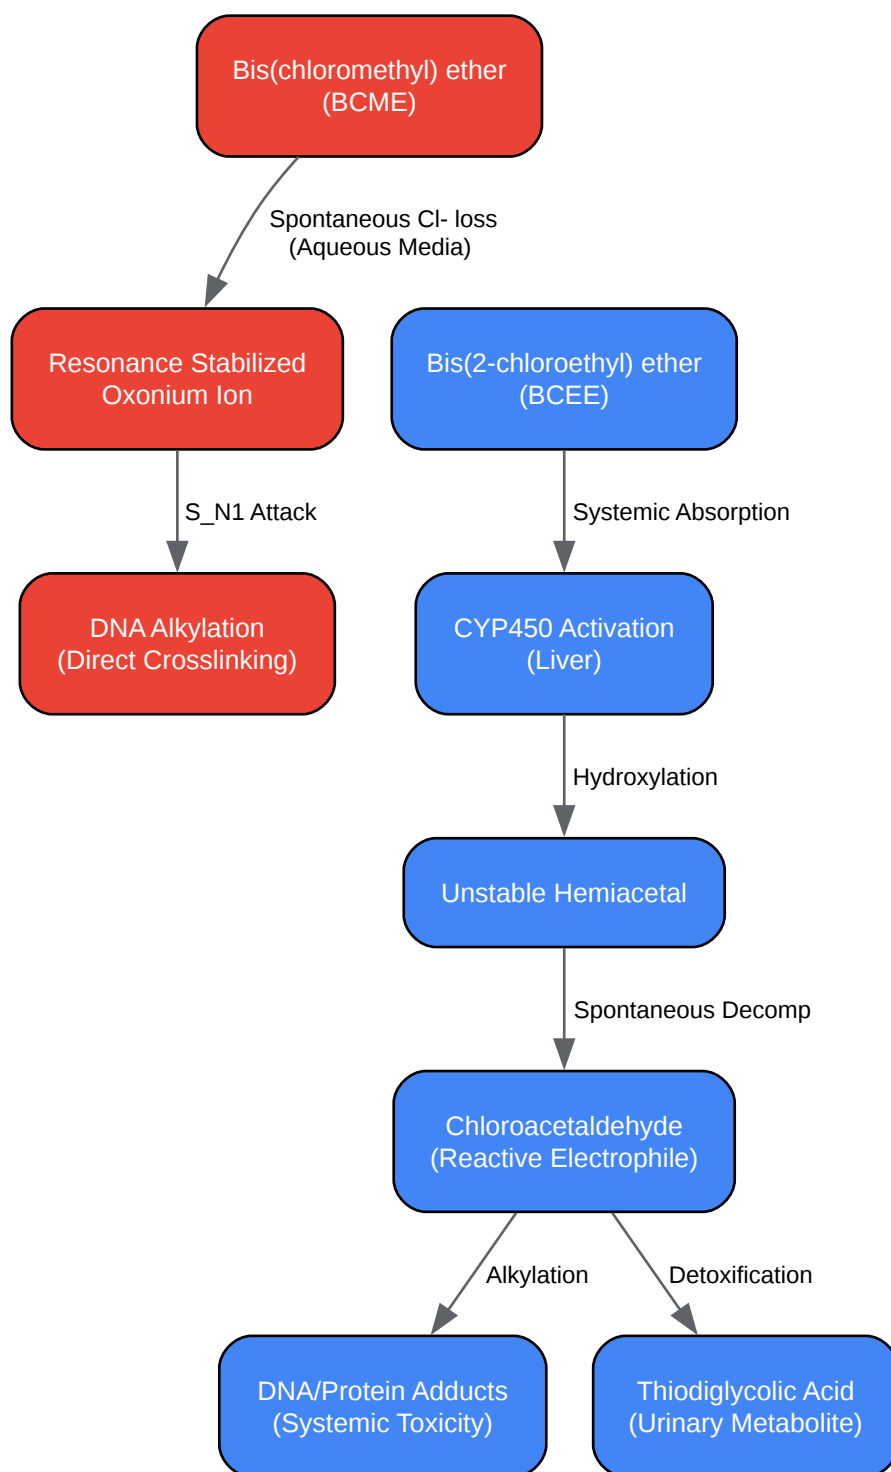 Bis(chloromethyl) ether
(BCME)
Spontaneous Cl- loss
(Aqueous Media)
Resonance Stabilized
Oxonium Ion
Bis(2-chloroethyl) ether
(BCEE)
S_N1 Attack
Systemic Absorption
DNA Alkylation
(Direct Crosslinking)
CYP450 Activation
(Liver)
Hydroxylation
Unstable Hemiacetal
Spontaneous Decomp
Chloroacetaldehyde
(Reactive Electrophile)
Alkylation
Detoxification
DNA/Protein Adducts
(Systemic Toxicity)
Thiodiglycolic Acid
(Urinary Metabolite)